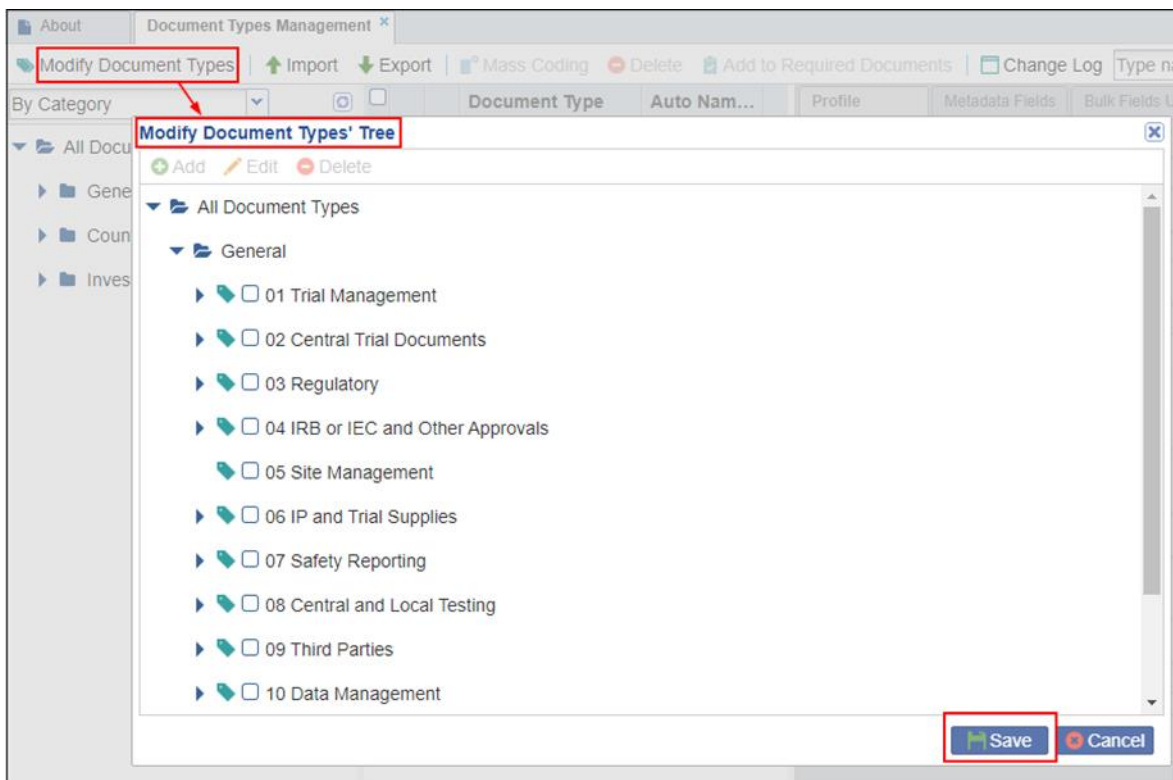 About Document Types Management
Modify Document Types Import Export Mass Coding Delete Add to Required Documents Change Log Type na
By Category Document Type Auto Nam... Profile Metadata Fields Bulk Fields U
Modify Document Types' Tree
All Docu
Add Edit Delete
Gene
All Document Types
Coun
General
Inves
01 Trial Management
02 Central Trial Documents
03 Regulatory
04 IRB or IEC and Other Approvals
05 Site Management
06 IP and Trial Supplies
07 Safety Reporting
08 Central and Local Testing
09 Third Parties
10 Data Management
Save Cancel